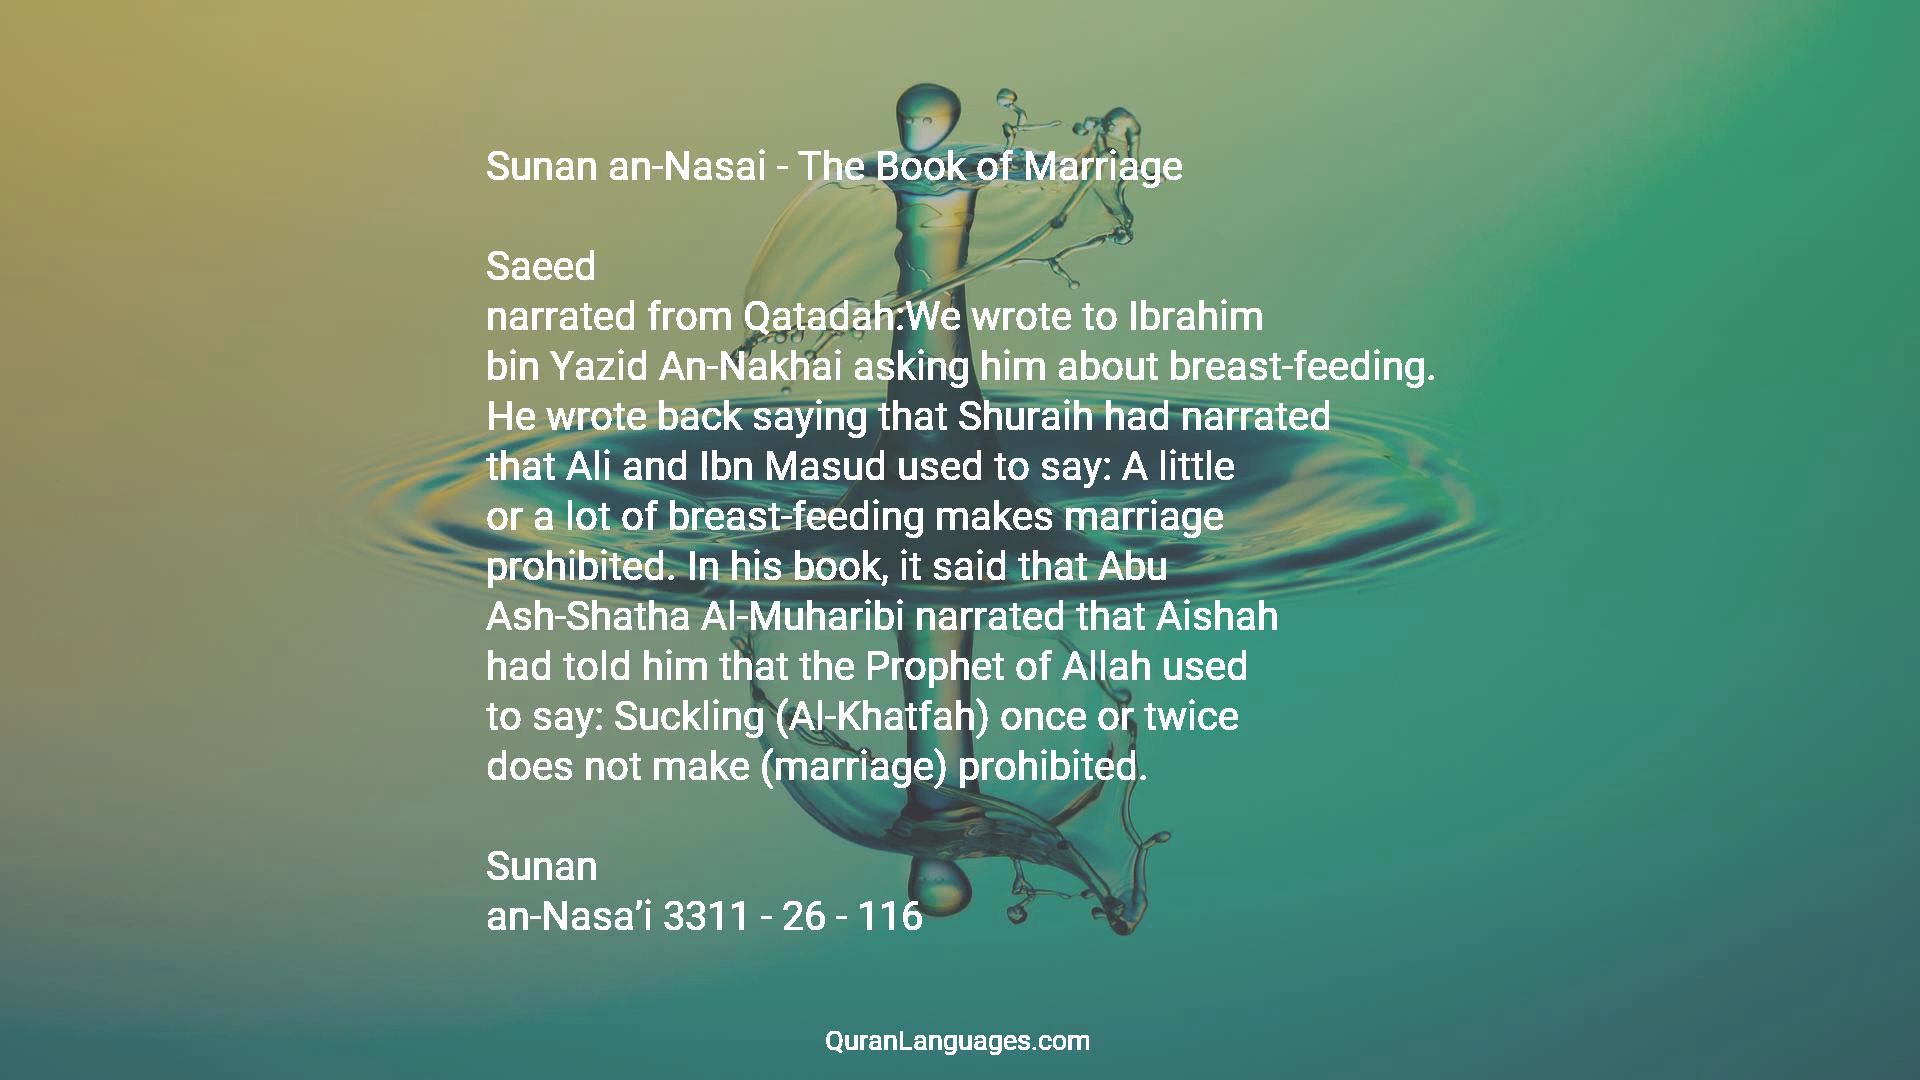 Sunan an-Nasai - The Book of Marriage
Saeed
narrated from Qatadah:We wrote to Ibrahim
bin Yazid An-Nakhai asking him about breast-feeding.
He wrote back saying that Shuraih had narrated
that Ali and Ibn Masud used to say: A little
or a lot of breast-feeding makes marriage
prohibited. In his book, it said that Abu
Ash-Shatha Al-Muharibi narrated that Aishah
had told him that the Prophet of Allah used
to say: Suckling (Al-Khatfah) once or twice
does not make (marriage) prohibited.
Sunan
an-Nasa’i 3311 - 26 - 116
QuranLanguages.com